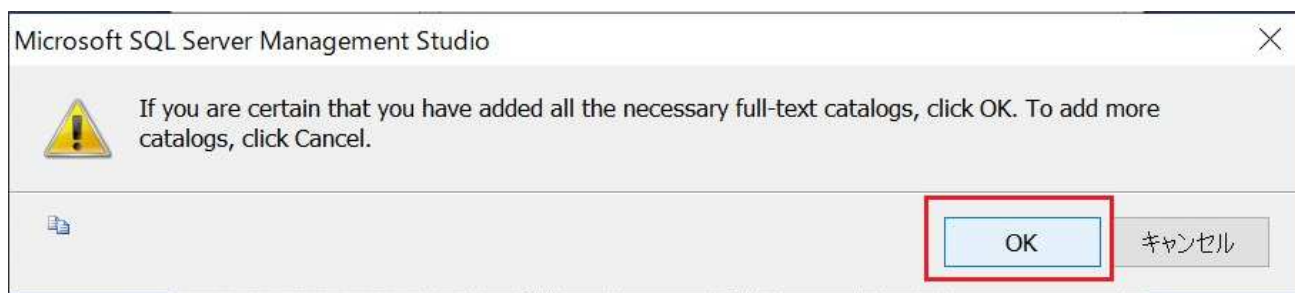 Microsoft SQL Server Management Studio
If you are certain that you have added all the necessary full-text catalogs, click OK. To add more
catalogs, click Cancel.
OK
キャンセル